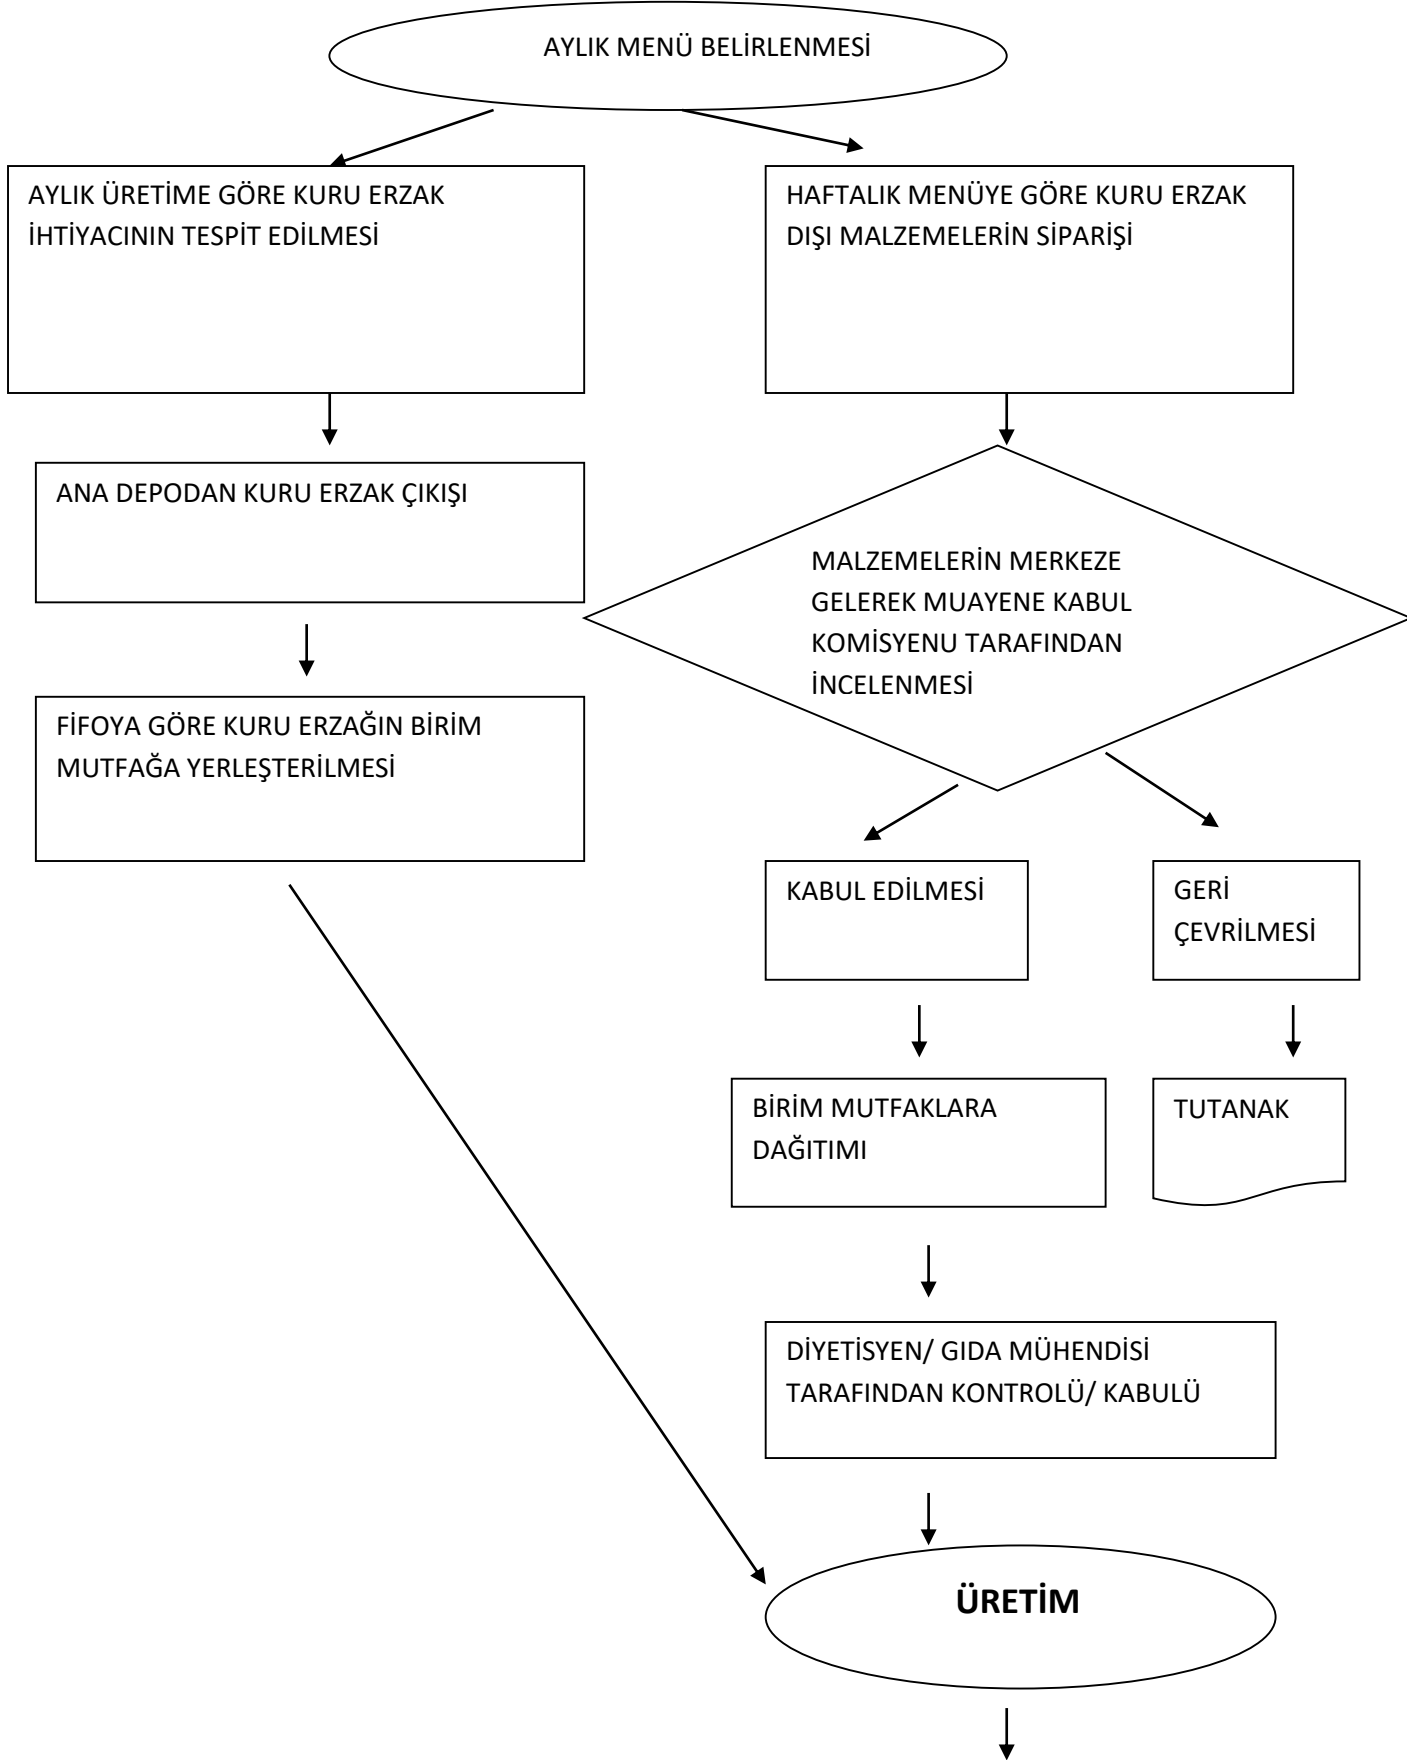 AYLIK MENÜ BELİRLENMESİ
AYLIK ÜRETİME GÖRE KURU ERZAK
İHTİYACININ TESPİT EDİLMESİ
HAFTALIK MENÜYE GÖRE KURU ERZAK
DIŞI MALZEMELERİN SİPARİŞİ
ANA DEPODAN KURU ERZAK ÇIKIŞI
MALZEMELERİN MERKEZE
GELEREK MUAYENE KABUL
KOMİSYENU TARAFINDAN
İNCELENMESİ
FİFOYA GÖRE KURU ERZAĞIN BİRİM
MUTFAĞA YERLEŞTERİLMESİ
KABUL EDİLMESİ
GERİ
ÇEVRİLMESİ
BİRİM MUTFAKLARA
DAĞITIMI
TUTANAK
DİYETİSYEN/ GIDA MÜHENDİSİ
TARAFINDAN KONTROLÜ/ KABULÜ
ÜRETİM